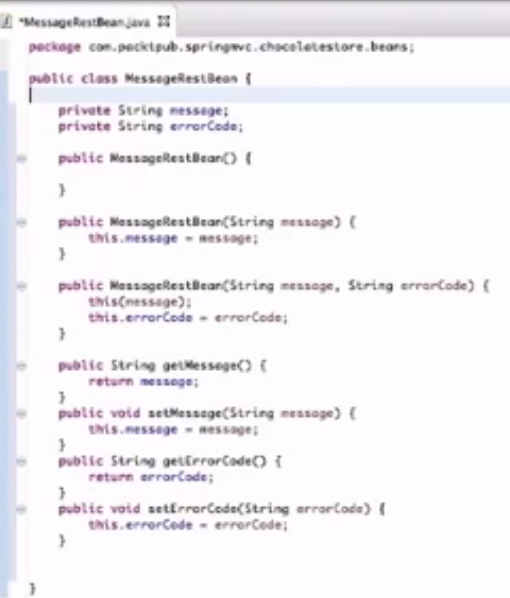 *MessageRestBean.java
package com.packtpub.springmvc.chocolatestore.beans;
public class MessageRestBean {
private String message;
private String errorCode;
public MessageRestBean() {
}
public MessageRestBean(String message) {
this.message = message;
}
public MessageRestBean(String message, String errorCode) {
this(message);
this.errorCode = errorCode;
}
public String getMessage() {
return message;
}
public void setMessage(String message) {
this.message = message;
}
public String getErrorCode() {
return errorCode;
}
public void setErrorCode(String errorCode) {
this.errorCode = errorCode;
}
}